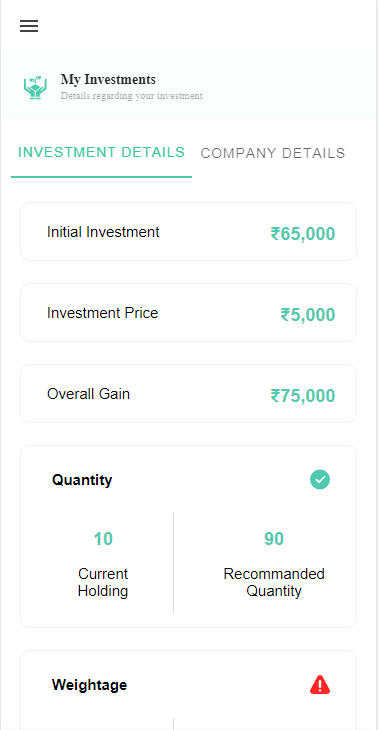 My Investments
Details regarding your investment
INVESTMENT DETAILS
COMPANY DETAILS
Initial Investment
₹65,000
Investment Price
₹5,000
Overall Gain
₹75,000
Quantity
10
90
Current
Holding
Recommanded
Quantity
Weightage